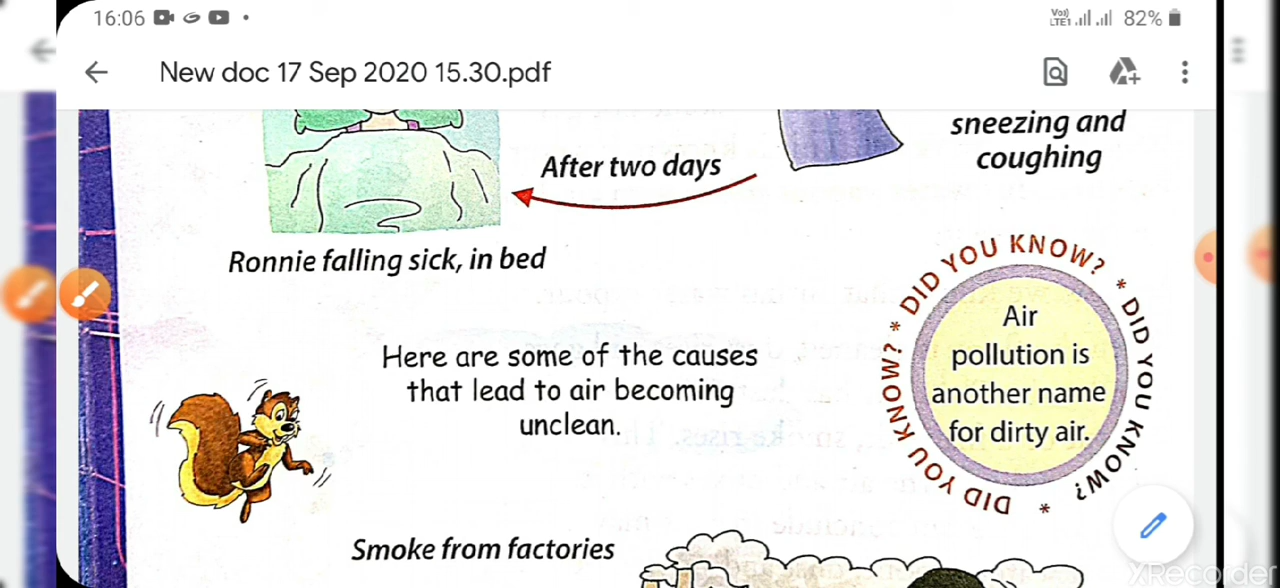 16:06
Vo)) LTE1 82%
New doc 17 Sep 2020 15.30.pdf
sneezing and
coughing
After two days
Ronnie falling sick, in bed
DID YOU KNOW? * DID YOU KNOW? * DID YOU KNOW? *
Air
pollution is
another name
for dirty air.
Here are some of the causes
that lead to air becoming
unclean.
Smoke from factories
XRecorder